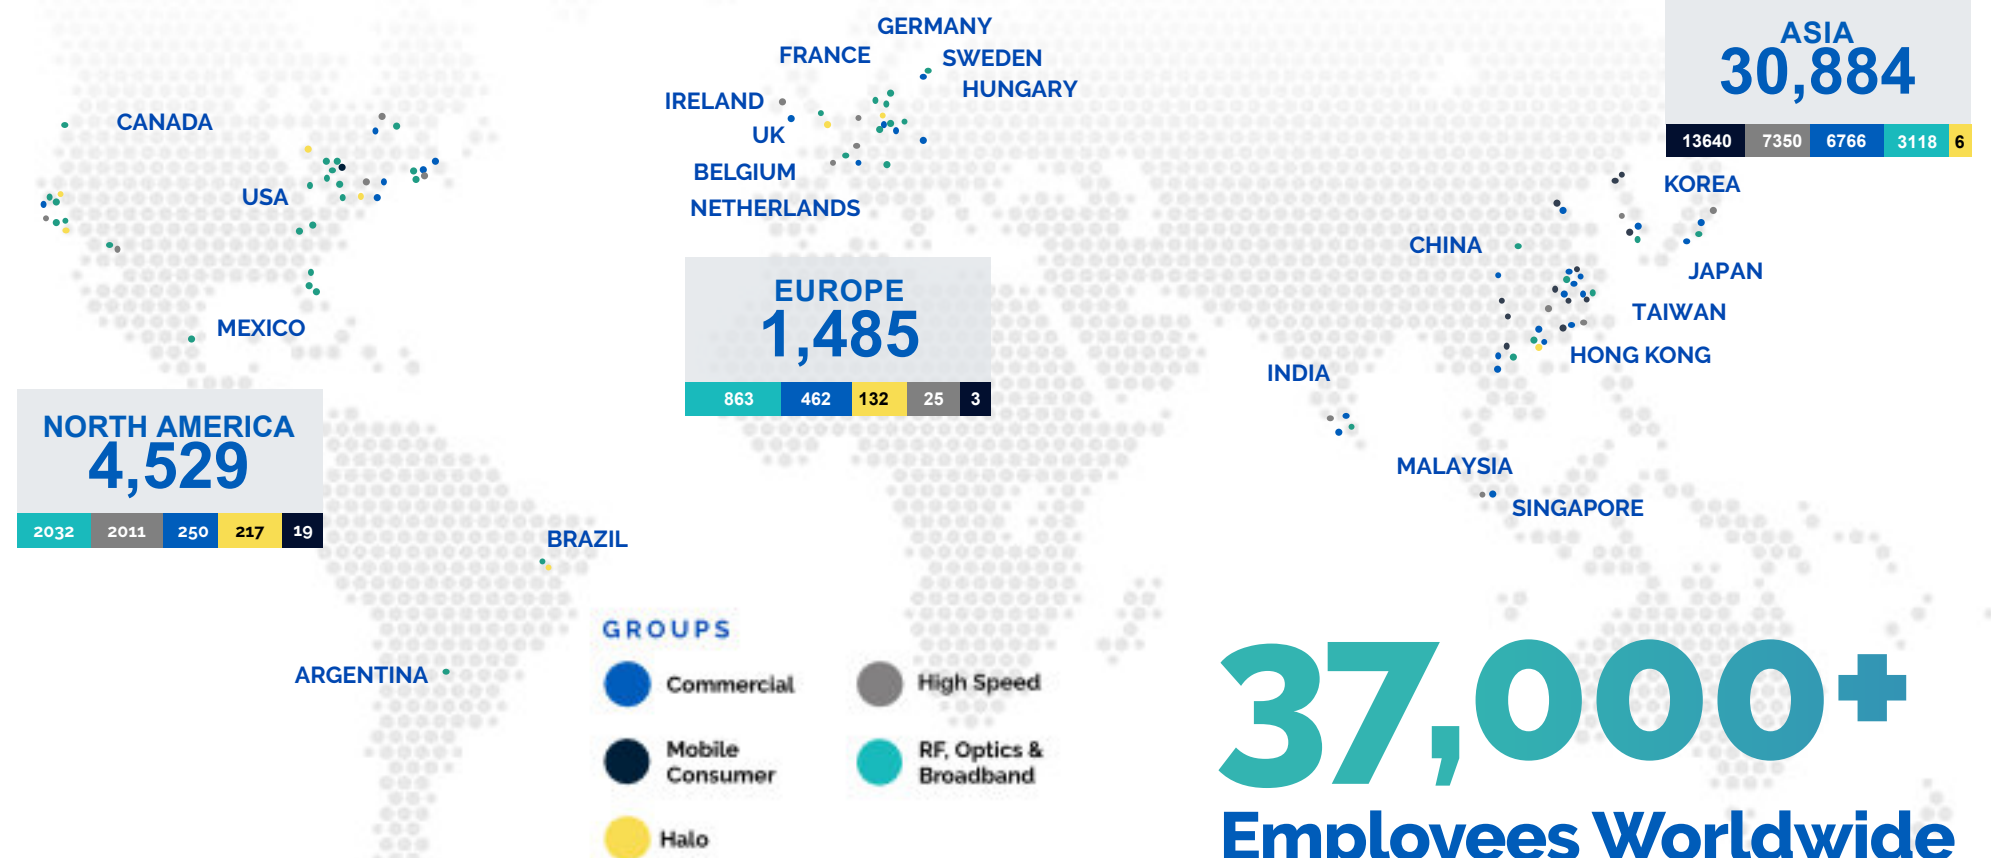 GERMANY
FRANCE
SWEDEN
HUNGARY
IRELAND
UK
BELGIUM
NETHERLANDS
CANADA
USA
MEXICO
ASIA
30,884
13640 7350 6766 3118 6
KOREA
CHINA
JAPAN
TAIWAN
HONG KONG
INDIA
MALAYSIA
SINGAPORE
EUROPE
1,485
863 462 132 25 3
NORTH AMERICA
4,529
2032 2011 250 217 19
BRAZIL
ARGENTINA
GROUPS
Commercial
High Speed
Mobile
Consumer
RF, Optics &
Broadband
Halo
37,000+
Employees Worldwide